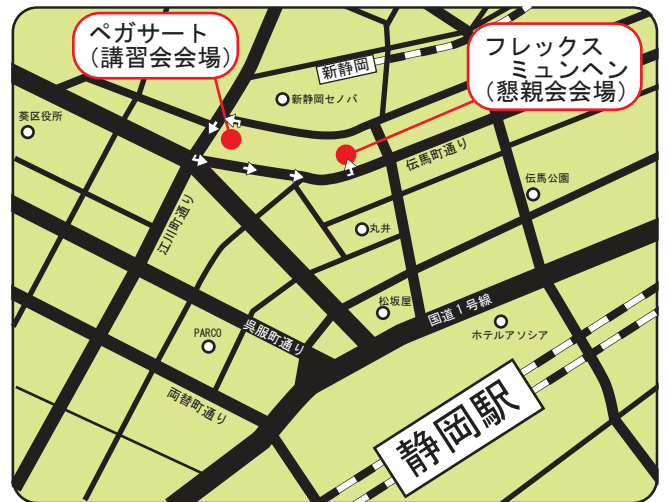 ペガサート
（講習会会場）
フレックス
ミュンヘン
（懇親会会場）
新静岡
新静岡セノバ
葵区役所
伝馬町通り
伝馬公園
江川町通り
丸井
松坂屋
国道１号線
ホテルアソシア
呉服町通り
PARCO
両替町通り
静岡駅